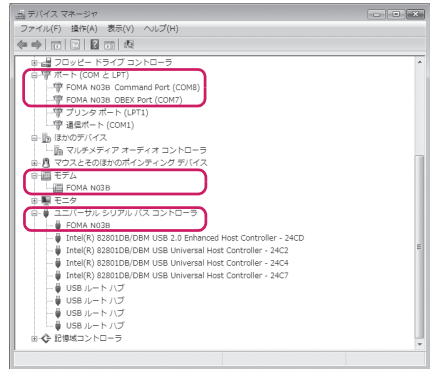 デバイス マネージャ
ファイル(F) 操作(A) 表示(V) ヘルプ(H)
フロッピー ドライブ コントローラ
ポート (COM と LPT)
FOMA N03B Command Port (COM8)
FOMA N03B OBEX Port (COM7)
プリンタ ポート (LPT1)
通信ポート (COM1)
ほかのデバイス
マルチメディア オーディオ コントローラ
マウスとそのほかのポインティング デバイス
モデム
FOMA N03B
モニタ
ユニバーサル シリアル バス コントローラ
FOMA N03B
Intel(R) 82801DB/DBM USB 2.0 Enhanced Host Controller - 24CD
Intel(R) 82801DB/DBM USB Universal Host Controller - 24C2
Intel(R) 82801DB/DBM USB Universal Host Controller - 24C4
Intel(R) 82801DB/DBM USB Universal Host Controller - 24C7
USB ルート ハブ
USB ルート ハブ
USB ルート ハブ
USB ルート ハブ
記憶域コントローラ